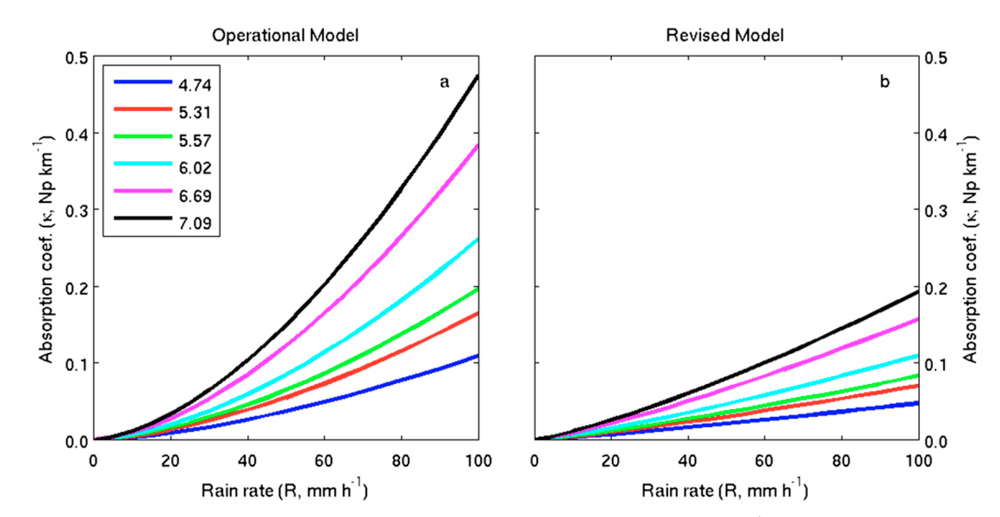 Operational Model
Revised Model
a
b
4.74
5.31
5.57
6.02
6.69
7.09
0.5
0.4
0.3
0.2
0.1
0.0
Absorption coef. (κ, Np km⁻¹)
0 20 40 60 80 100
Rain rate (R, mm h⁻¹)
0.5
0.4
0.3
0.2
0.1
0.0
Absorption coef. (κ, Np km⁻¹)
0 20 40 60 80 100
Rain rate (R, mm h⁻¹)